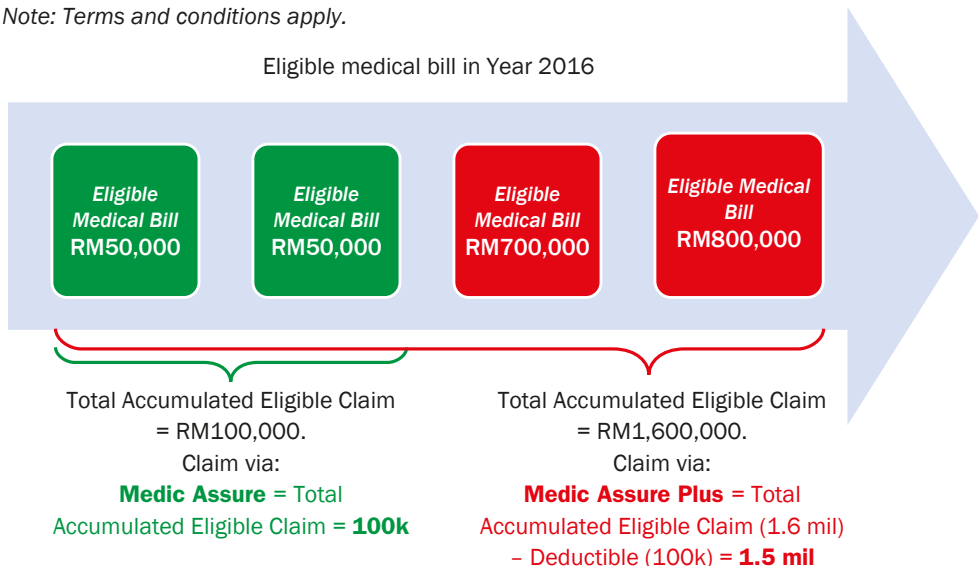 Note: Terms and conditions apply.
Eligible medical bill in Year 2016
Eligible
Medical Bill
RM50,000
Eligible
Medical Bill
RM50,000
Eligible
Medical Bill
RM700,000
Eligible Medical
Bill
RM800,000
Total Accumulated Eligible Claim
= RM100,000.
Claim via:
Medic Assure = Total
Accumulated Eligible Claim = 100k
Total Accumulated Eligible Claim
= RM1,600,000.
Claim via:
Medic Assure Plus = Total
Accumulated Eligible Claim (1.6 mil)
– Deductible (100k) = 1.5 mil